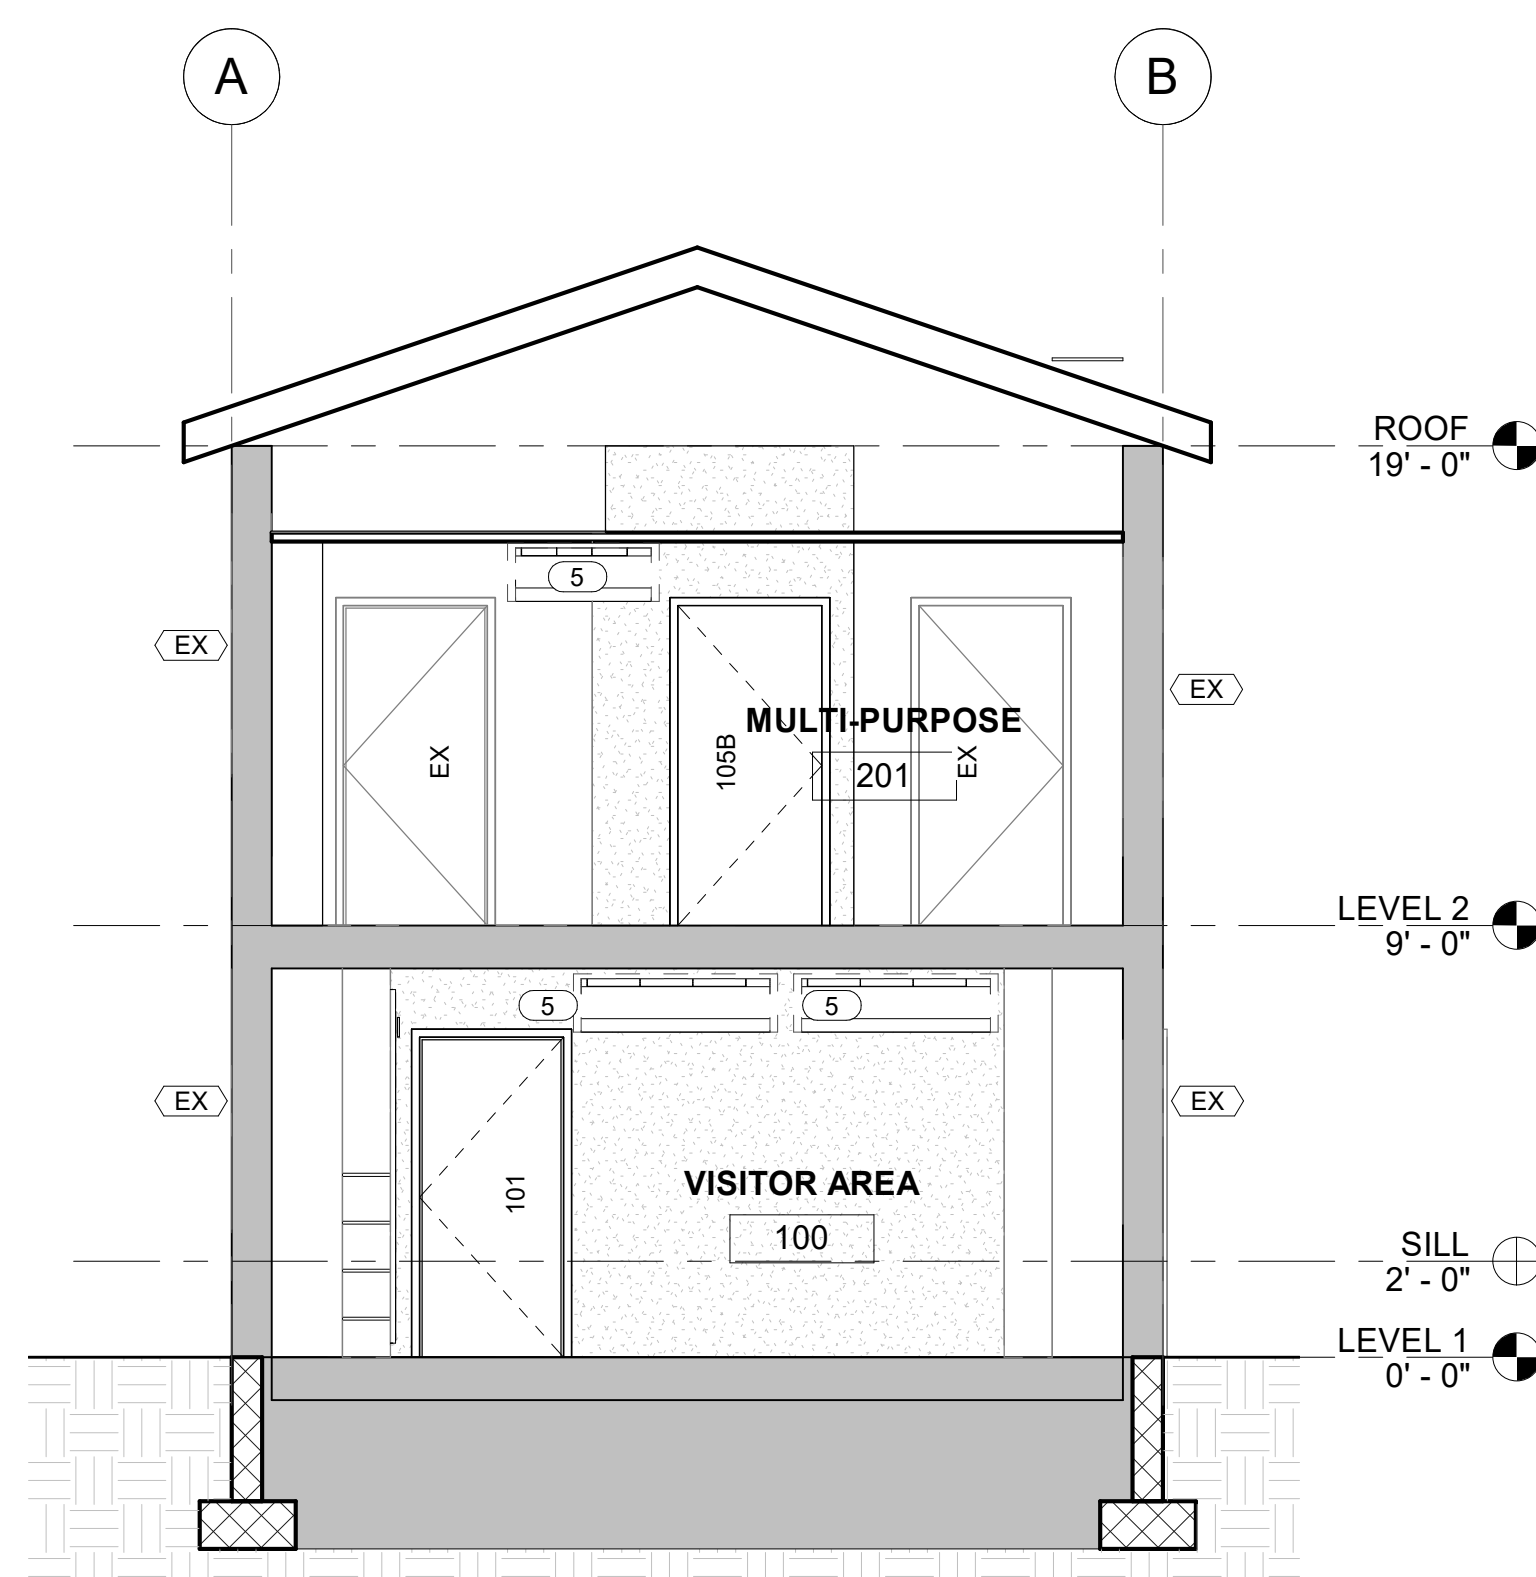 A
B
ROOF
19' - 0"
5
EX
EX
MULTI-PURPOSE
EX
105B
201
EX
LEVEL 2
9' - 0"
5
5
EX
EX
101
VISITOR AREA
100
SILL
2' - 0"
LEVEL 1
0' - 0"